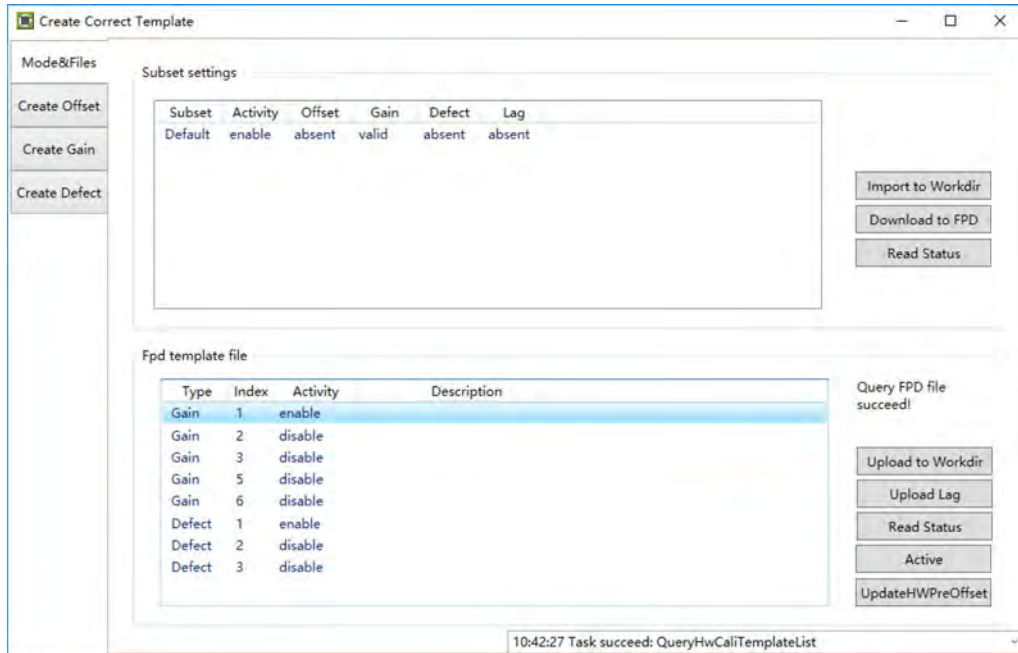 Create Correct Template
Mode&Files
Create Offset
Create Gain
Create Defect
Subset settings
Subset Activity Offset Gain Defect Lag
Default enable absent valid absent absent
Import to Workdir
Download to FPD
Read Status
Fpd template file
Type Index Activity Description
Gain 1 enable
Gain 2 disable
Gain 3 disable
Gain 5 disable
Gain 6 disable
Defect 1 enable
Defect 2 disable
Defect 3 disable
Query FPD file
succeed!
Upload to Workdir
Upload Lag
Read Status
Active
UpdateHWPreOffset
10:42:27 Task succeed: QueryHwCaliTemplateList